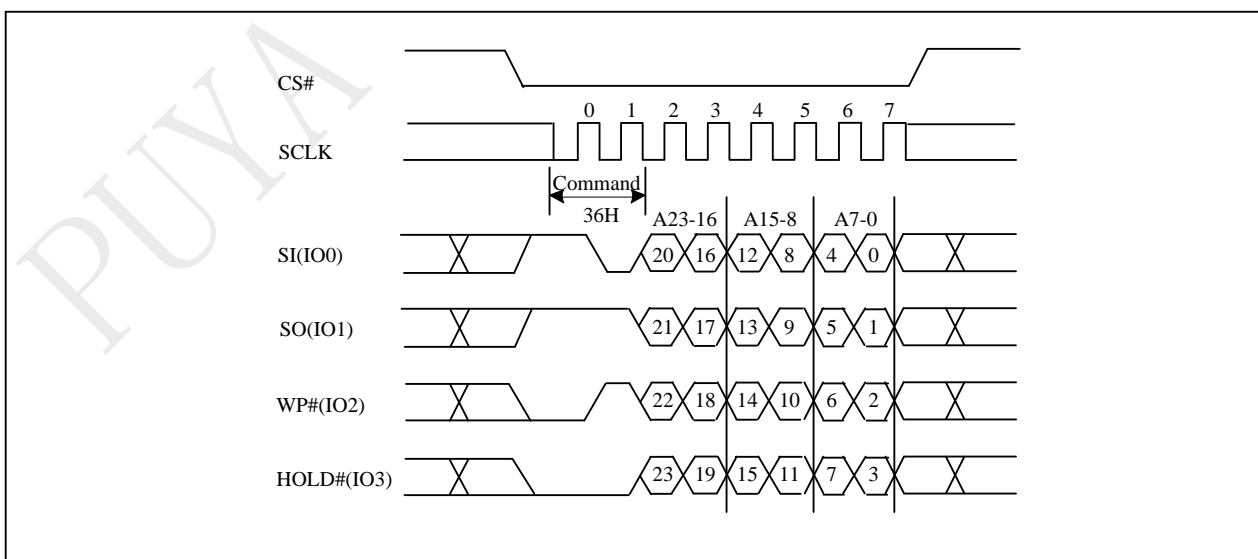 PUYA
CS#
0 1 2 3 4 5 6 7
SCLK
Command
36H
A23-16 A15-8 A7-0
SI(IO0) 20 16 12 8 4 0
SO(IO1) 21 17 13 9 5 1
WP#(IO2) 22 18 14 10 6 2
HOLD#(IO3) 23 19 15 11 7 3